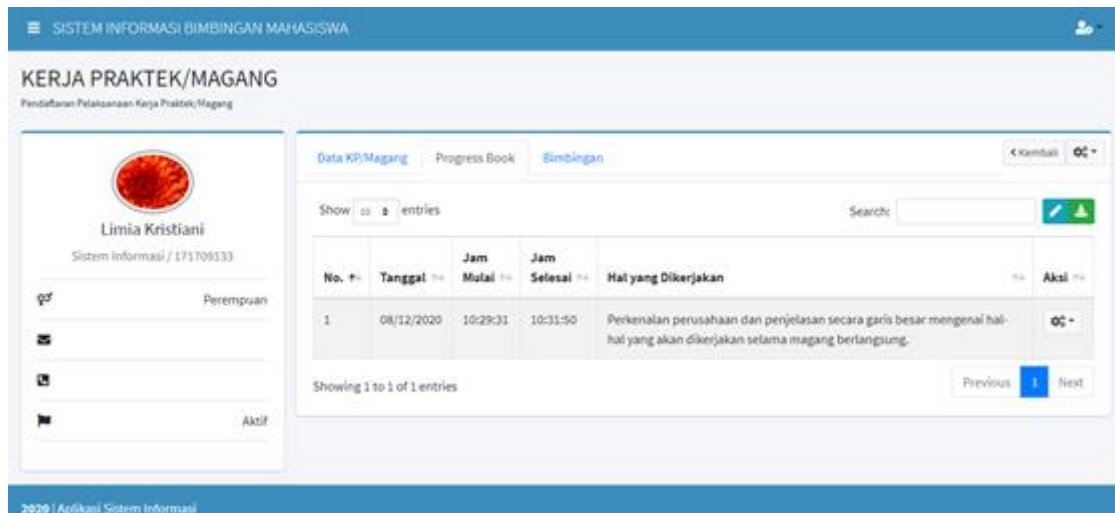 SISTEM INFORMASI BIMBINGAN MAHASISWA
KERJA PRAKTEK/MAGANG
Pendaftaran Pelaksanaan Kerja Praktek/Magang
Limia Kristiani
Sistem Informasi / 171709133
Perempuan
Aktif
Data KP/Magang Progress Book Bimbingan
Kembali
Show 10 entries
Search:
No. Tanggal Jam Mulai Jam Selesai Hal yang Dikerjakan Aksi
1 08/12/2020 10:29:31 10:31:50 Perkenalan perusahaan dan penjelasan secara garis besar mengenai hal-
hal yang akan dikerjakan selama magang berlangsung.
Showing 1 to 1 of 1 entries
Previous 1 Next
2020 | Aplikasi Sistem Informasi